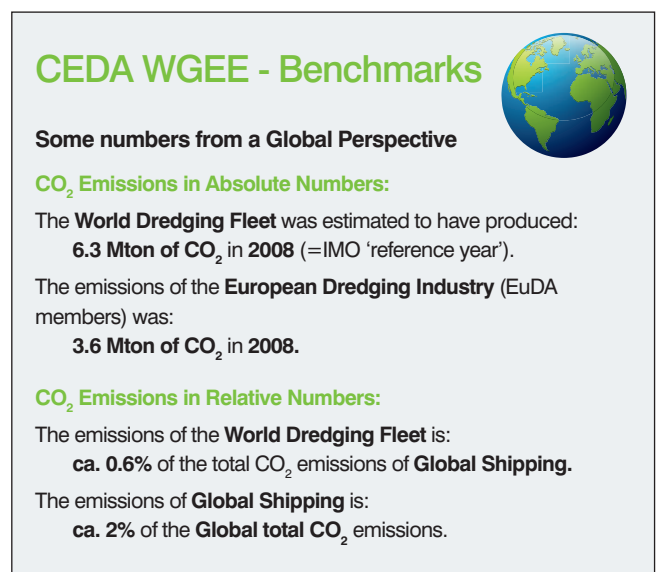 CEDA WGEE - Benchmarks
Some numbers from a Global Perspective
CO₂ Emissions in Absolute Numbers:
The World Dredging Fleet was estimated to have produced:
6.3 Mton of CO₂ in 2008 (=IMO ‘reference year’).
The emissions of the European Dredging Industry (EuDA
members) was:
3.6 Mton of CO₂ in 2008.
CO₂ Emissions in Relative Numbers:
The emissions of the World Dredging Fleet is:
ca. 0.6% of the total CO₂ emissions of Global Shipping.
The emissions of Global Shipping is:
ca. 2% of the Global total CO₂ emissions.